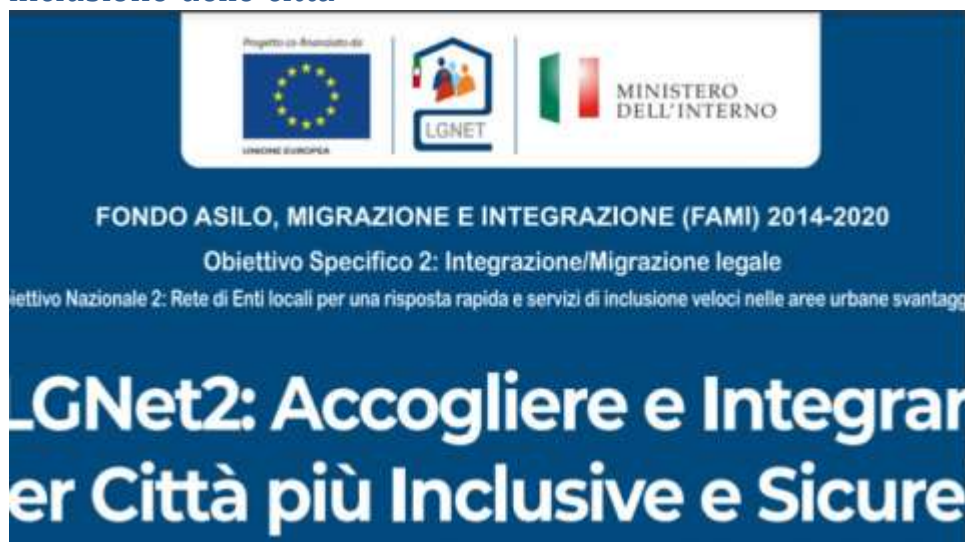 Progetto co-finanziato da
UNIONE EUROPEA
LGNET
MINISTERO
DELL'INTERNO
FONDO ASILO, MIGRAZIONE E INTEGRAZIONE (FAMI) 2014-2020
Obiettivo Specifico 2: Integrazione/Migrazione legale
iettivo Nazionale 2: Rete di Enti locali per una risposta rapida e servizi di inclusione veloci nelle aree urbane svantagg
LGNet2: Accogliere e Integrar
er Città più Inclusive e Sicure